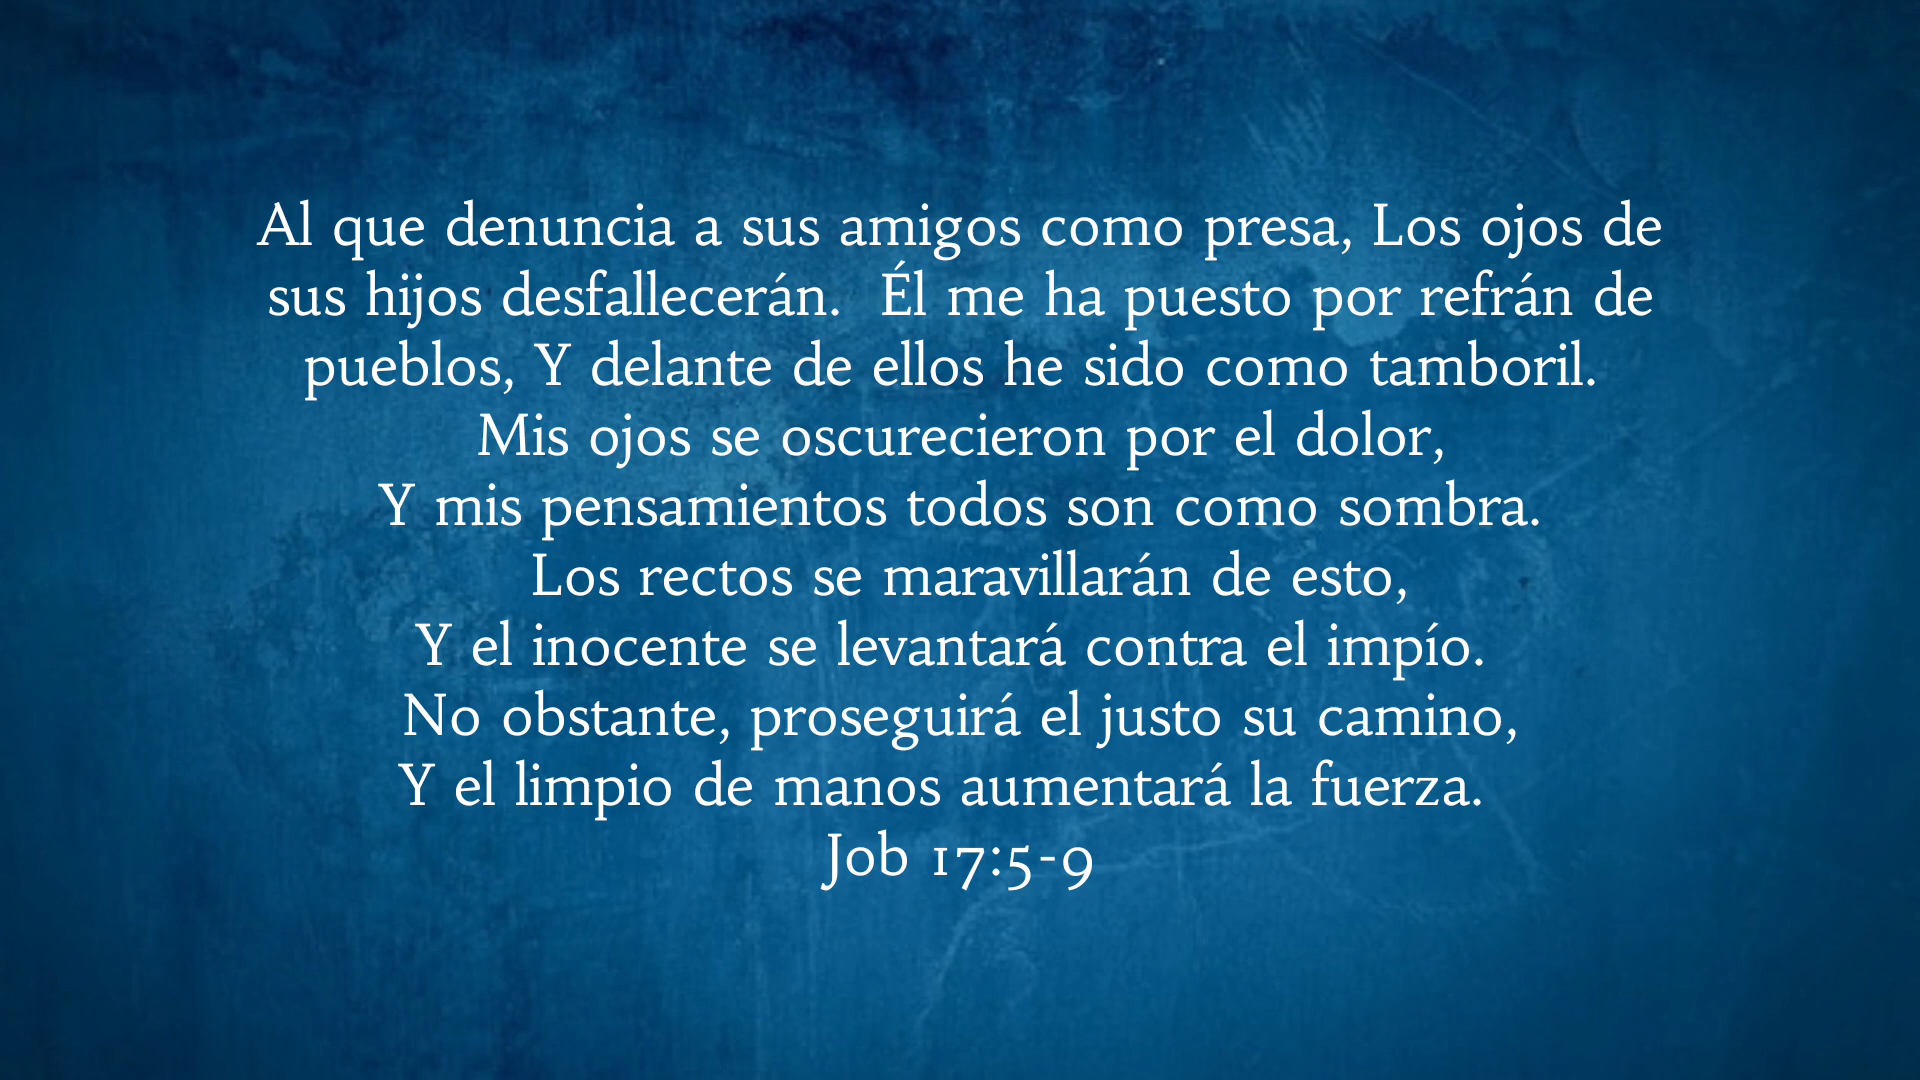 Al que denuncia a sus amigos como presa, Los ojos de
sus hijos desfallecerán.  Él me ha puesto por refrán de
pueblos, Y delante de ellos he sido como tamboril.
Mis ojos se oscurecieron por el dolor,
Y mis pensamientos todos son como sombra.
Los rectos se maravillarán de esto,
Y el inocente se levantará contra el impío.
No obstante, proseguirá el justo su camino,
Y el limpio de manos aumentará la fuerza.
Job 17:5-9